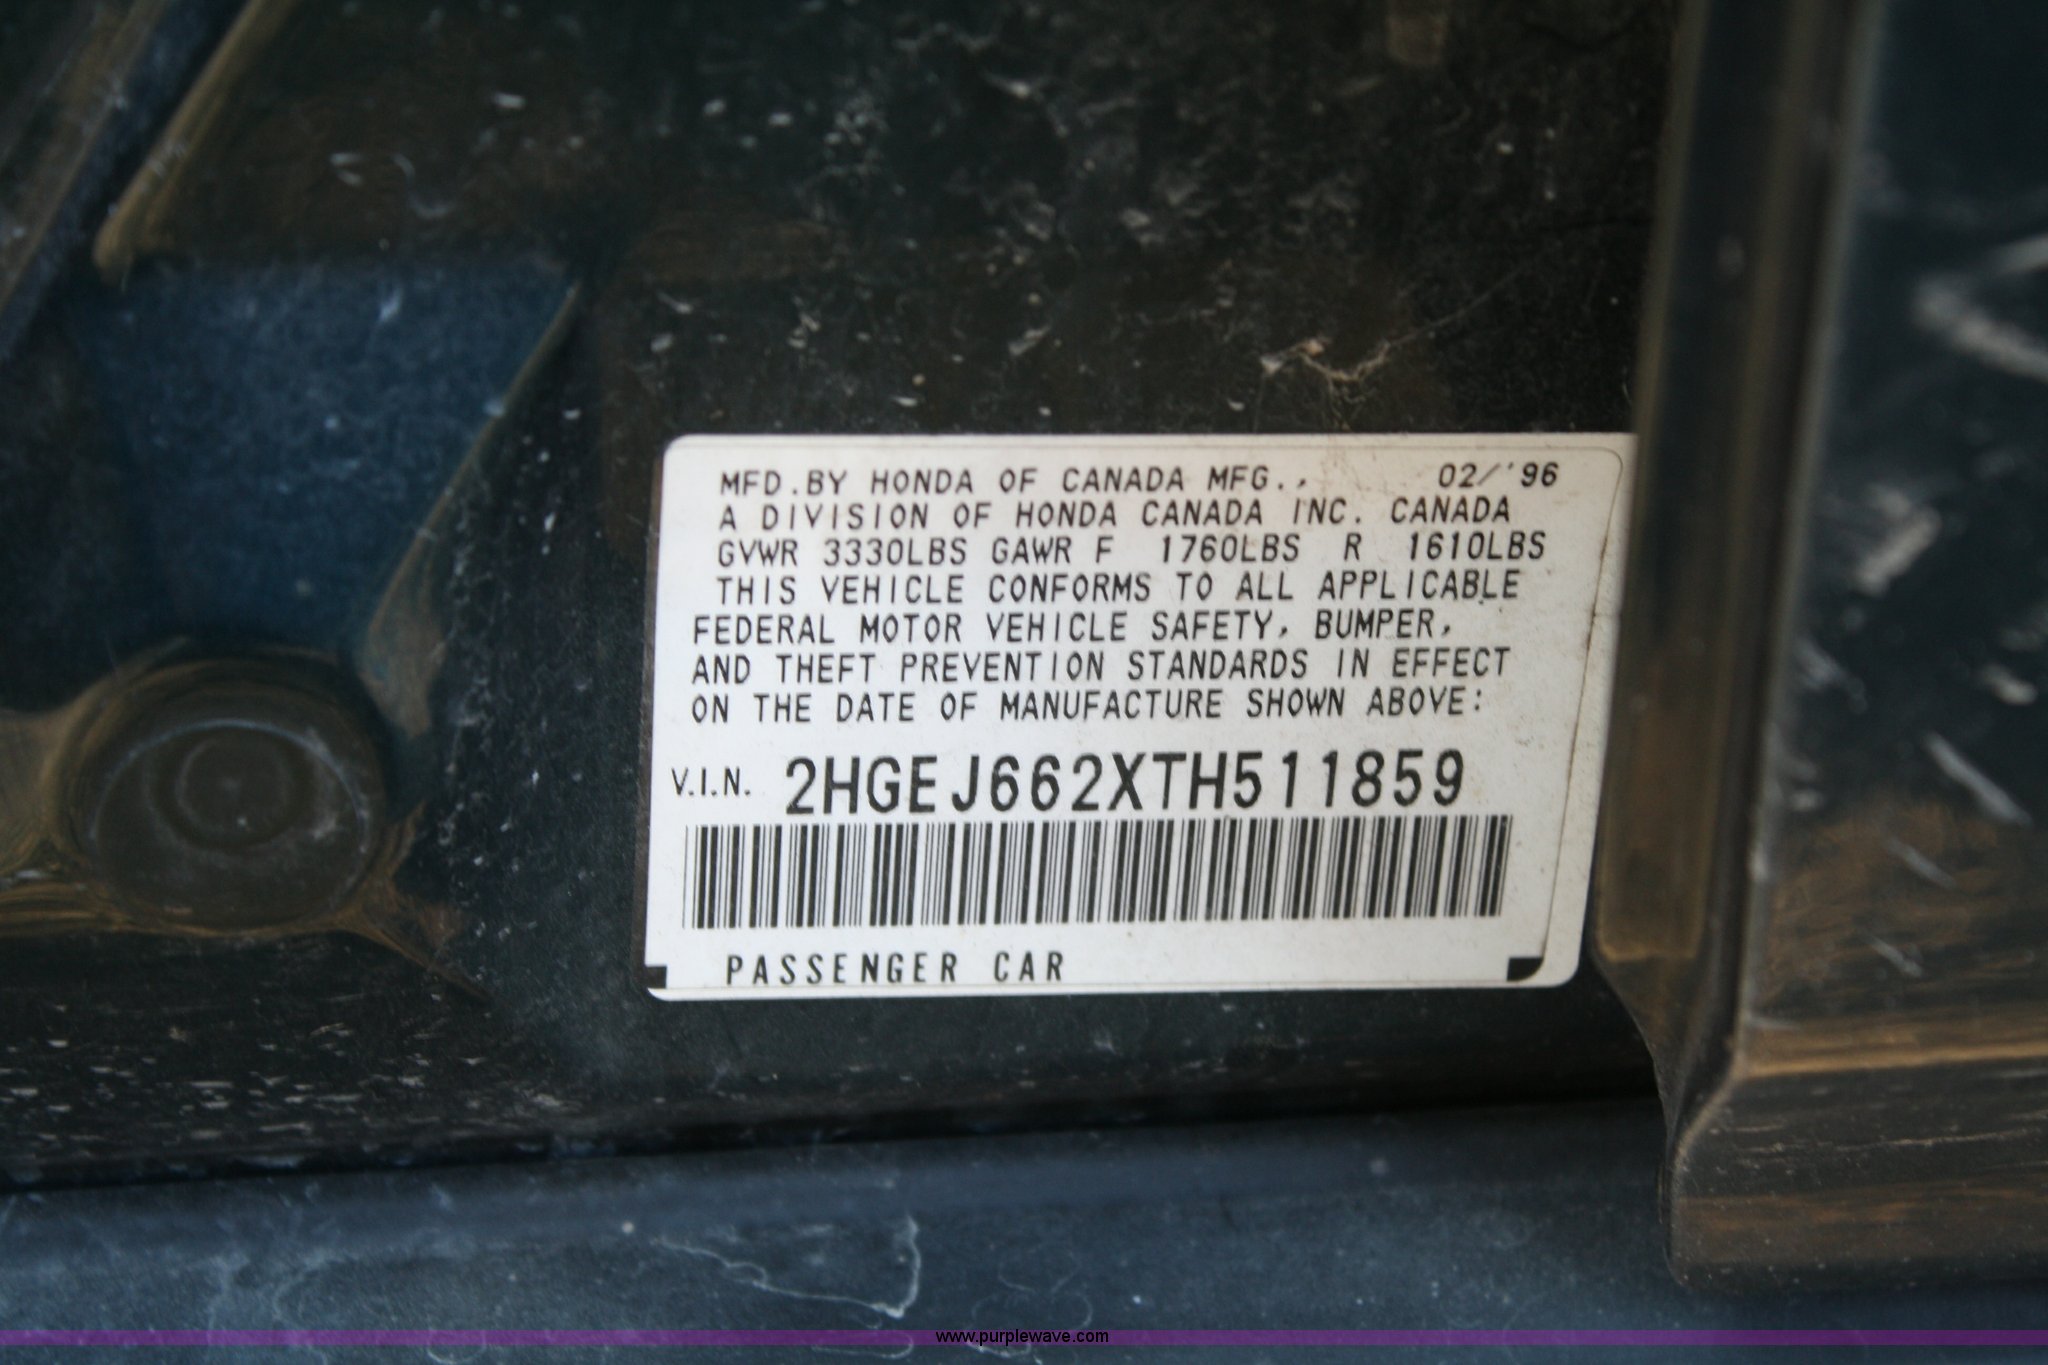 MFD.BY HONDA OF CANADA MFG., 02/'96
A DIVISION OF HONDA CANADA INC. CANADA
GVWR 3330LBS GAWR F 1760LBS R 1610LBS
THIS VEHICLE CONFORMS TO ALL APPLICABLE
FEDERAL MOTOR VEHICLE SAFETY, BUMPER,
AND THEFT PREVENTION STANDARDS IN EFFECT
ON THE DATE OF MANUFACTURE SHOWN ABOVE:
V.I.N. 2HGEJ662XTH511859
PASSENGER CAR
www.purplewave.com